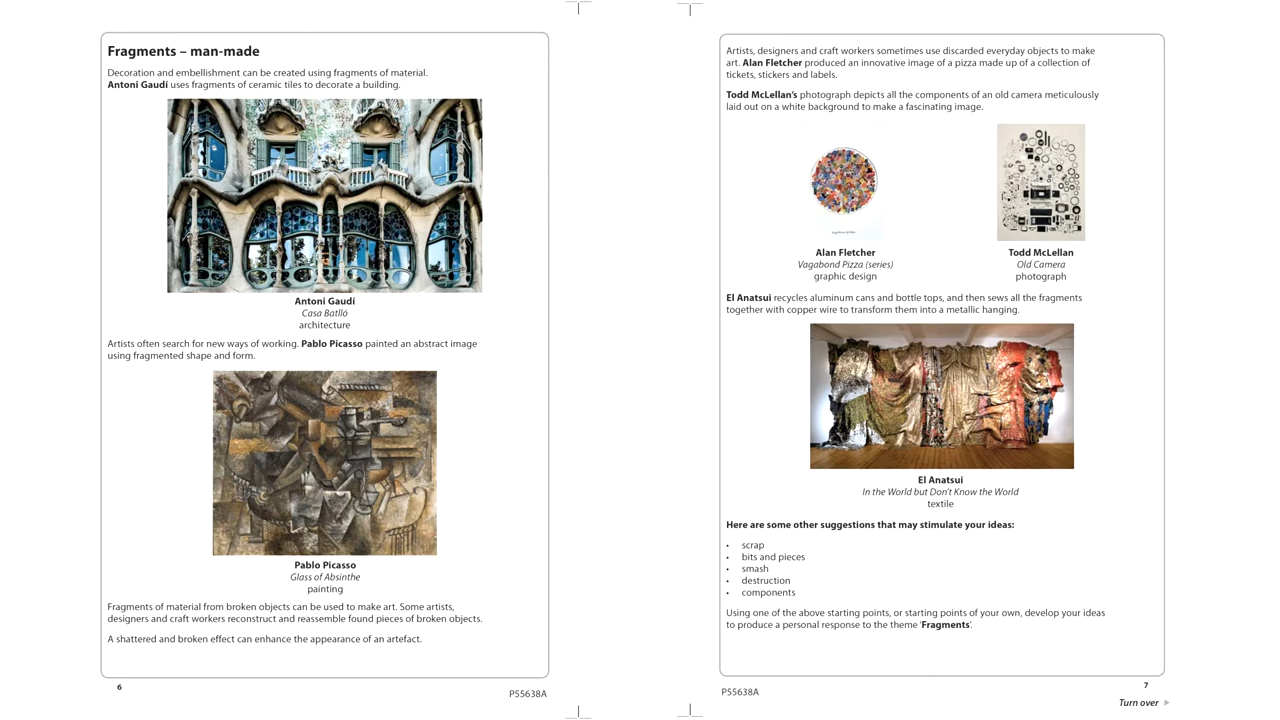 Fragments – man-made
Decoration and embellishment can be created using fragments of material.
Antoni Gaudí uses fragments of ceramic tiles to decorate a building.
Antoni Gaudí
Casa Batlló
architecture
Artists often search for new ways of working. Pablo Picasso painted an abstract image
using fragmented shape and form.
Pablo Picasso
Glass of Absinthe
painting
Fragments of material from broken objects can be used to make art. Some artists,
designers and craft workers reconstruct and reassemble found pieces of broken objects.
A shattered and broken effect can enhance the appearance of an artefact.
6
P55638A
Artists, designers and craft workers sometimes use discarded everyday objects to make
art. Alan Fletcher produced an innovative image of a pizza made up of a collection of
tickets, stickers and labels.
Todd McLellan's photograph depicts all the components of an old camera meticulously
laid out on a white background to make a fascinating image.
Alan Fletcher
Vagabond Pizza (series)
graphic design
Todd McLellan
Old Camera
photograph
El Anatsui recycles aluminum cans and bottle tops, and then sews all the fragments
together with copper wire to transform them into a metallic hanging.
El Anatsui
In the World but Don't Know the World
textile
Here are some other suggestions that may stimulate your ideas:
• scrap
• bits and pieces
• smash
• destruction
• components
Using one of the above starting points, or starting points of your own, develop your ideas
to produce a personal response to the theme 'Fragments'.
P55638A
7
Turn over